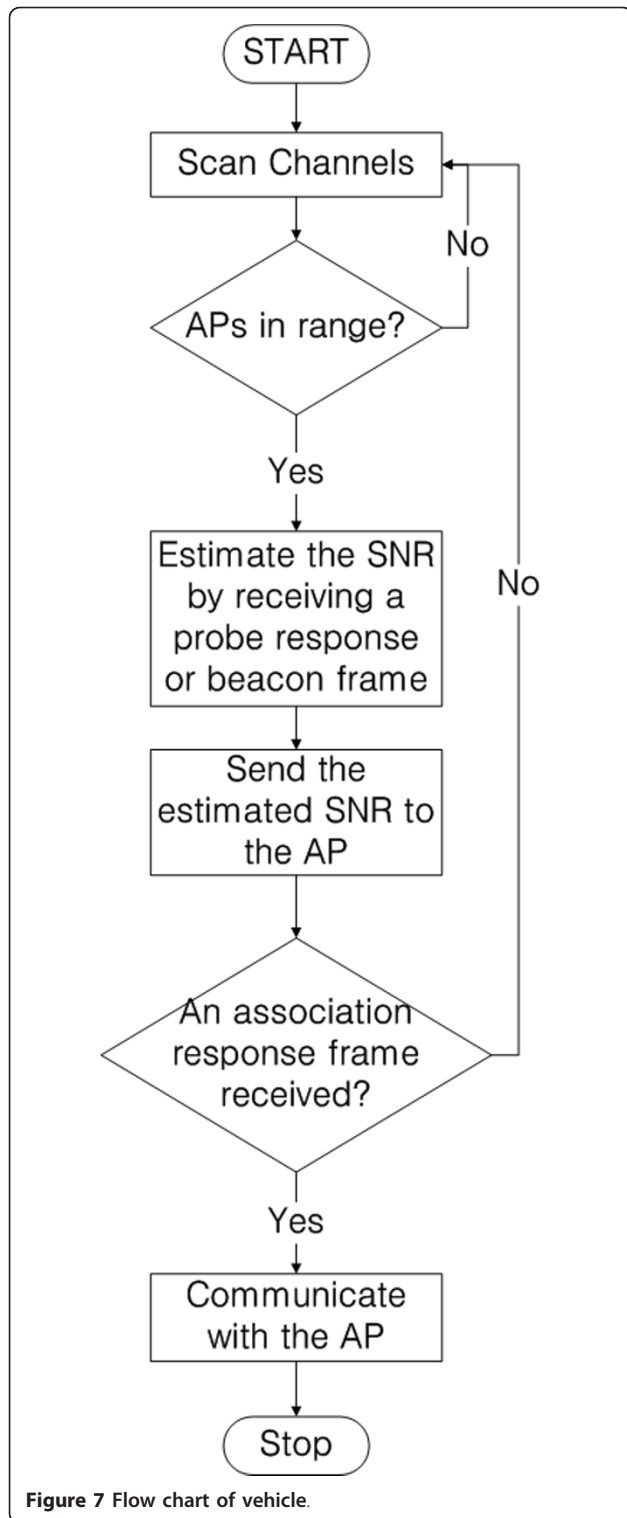 START
Scan Channels
No
APs in range?
Yes
Estimate the SNR
by receiving a
probe response
or beacon frame
No
Send the
estimated SNR to
the AP
An association
response frame
received?
Yes
Communicate
with the AP
Stop
Figure 7 Flow chart of vehicle.